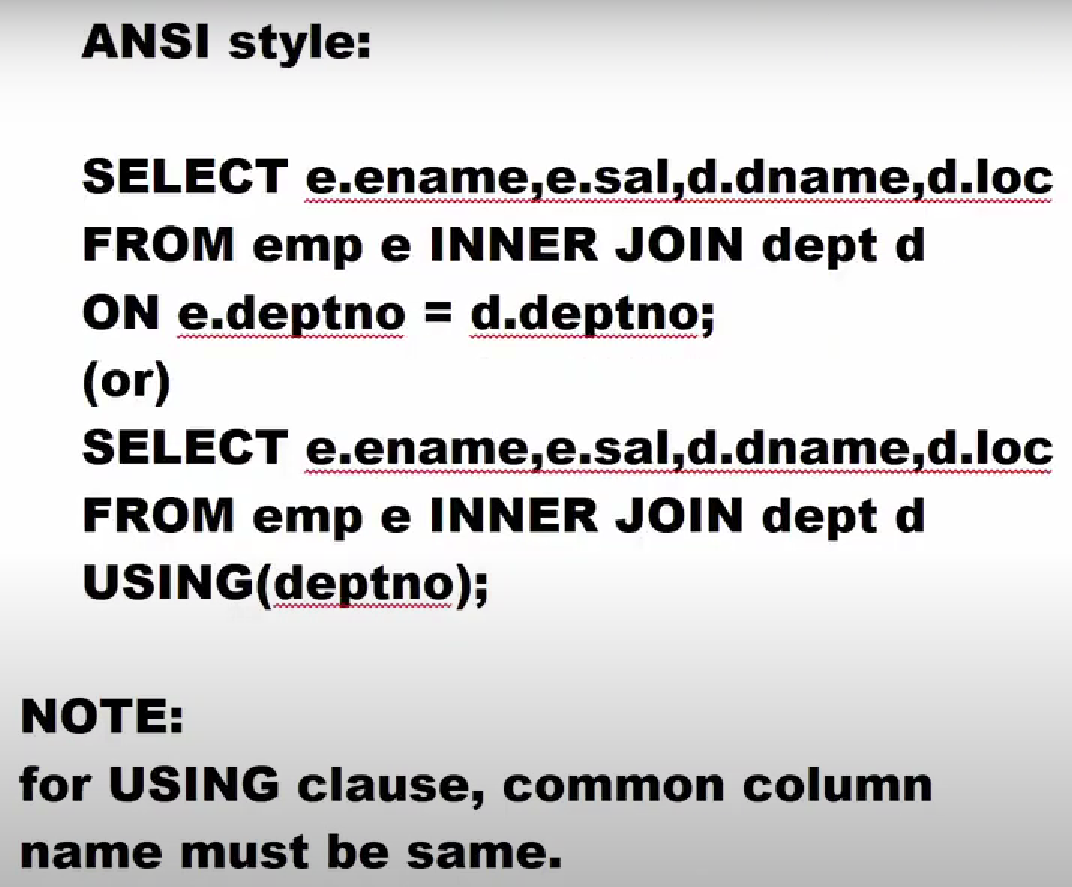 ANSI style:
SELECT e.ename,e.sal,d.dname,d.loc
FROM emp e INNER JOIN dept d
ON e.deptno = d.deptno;
(or)
SELECT e.ename,e.sal,d.dname,d.loc
FROM emp e INNER JOIN dept d
USING(deptno);
NOTE:
for USING clause, common column
name must be same.